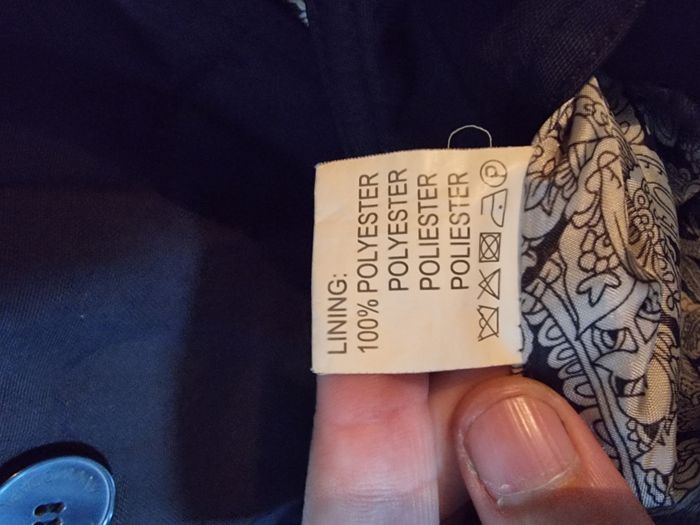 LINING:
100% POLYESTER
POLYESTER
POLIESTER
POLIESTER
P